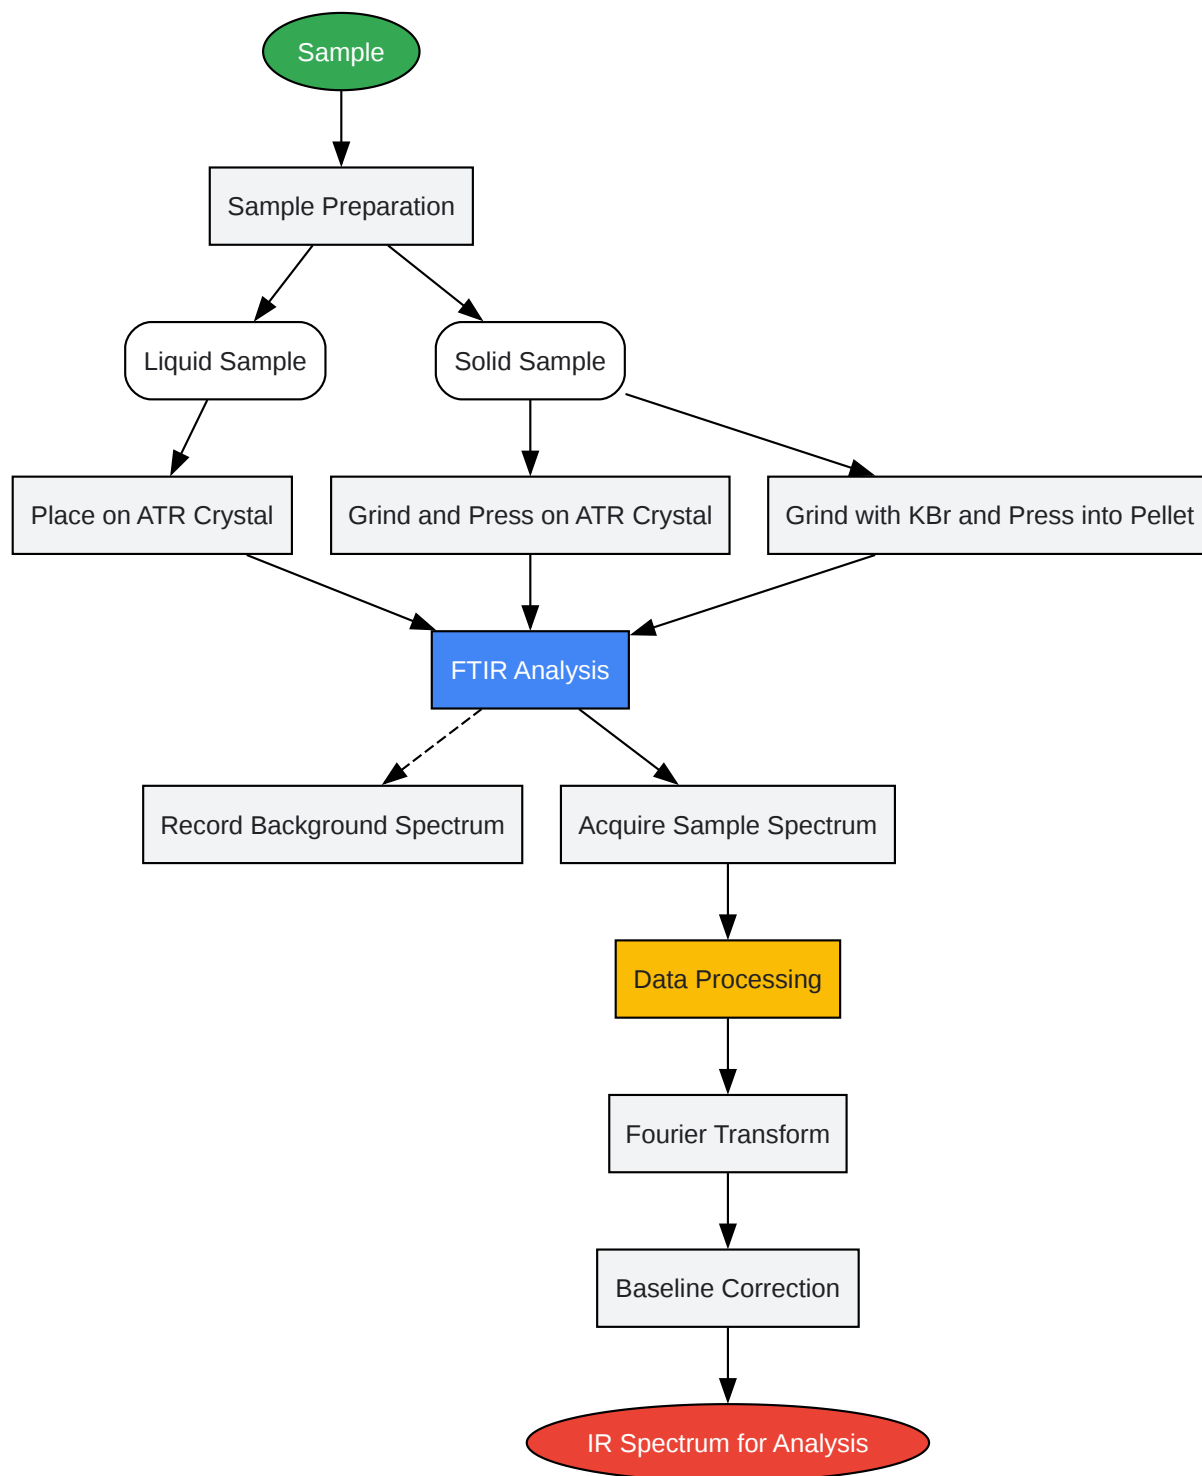 Sample
Sample Preparation
Liquid Sample
Solid Sample
Place on ATR Crystal
Grind and Press on ATR Crystal
Grind with KBr and Press into Pellet
FTIR Analysis
Record Background Spectrum
Acquire Sample Spectrum
Data Processing
Fourier Transform
Baseline Correction
IR Spectrum for Analysis